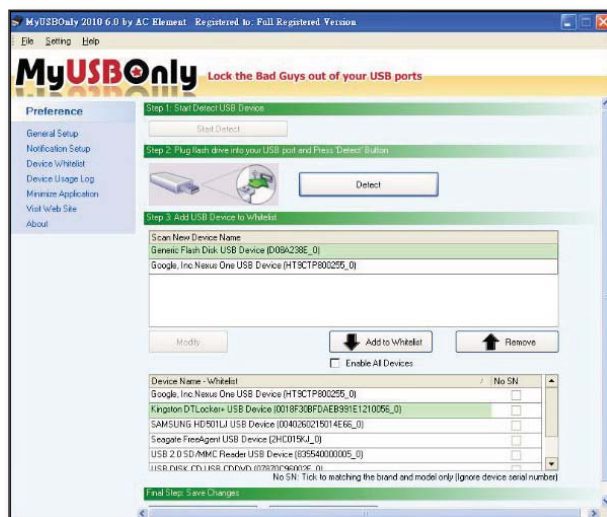 MyUSBOnly 2010 6.0 by AC Element   Registered to: Full Registered Version
File   Setting   Help
MyUSBOnly Lock the Bad Guys out of your USB ports
Preference
General Setup
Notification Setup
Device Whitelist
Device Usage Log
Minimize Application
Visit Web Site
About
Step 1: Start Detect USB Device
Start Detect
Step 2: Plug flash drive into your USB port and Press 'Detect' Button
Detect
Step 3: Add USB Device to Whitelist
Scan New Device Name
Generic Flash Disk USB Device (D08A238E_0)
Google, Inc.Nexus One USB Device (HT9CTP800255_0)
Modify
Add to Whitelist
Remove
Enable All Devices
Device Name - Whitelist
No SN
Google, Inc.Nexus One USB Device (HT9CTP800255_0)
Kingston DTLocker+ USB Device (0018F30BFDAEB991E1210056_0)
SAMSUNG HD501LJ USB Device (0040260215014E66_0)
Seagate FreeAgent USB Device (2HC015KJ_0)
USB 2.0 SD/MMC Reader USB Device (835540000005_0)
USB DISK CD USB CDDVD (07870C96002F_0)
No SN: Tick to matching the brand and model only (Ignore device serial number)
Final Step: Save Changes